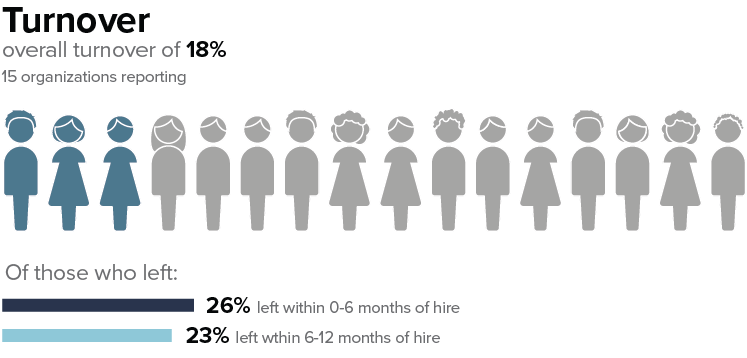 Turnover
overall turnover of 18%
15 organizations reporting
Of those who left:
26% left within 0-6 months of hire
23% left wthin 6-12 months of hire